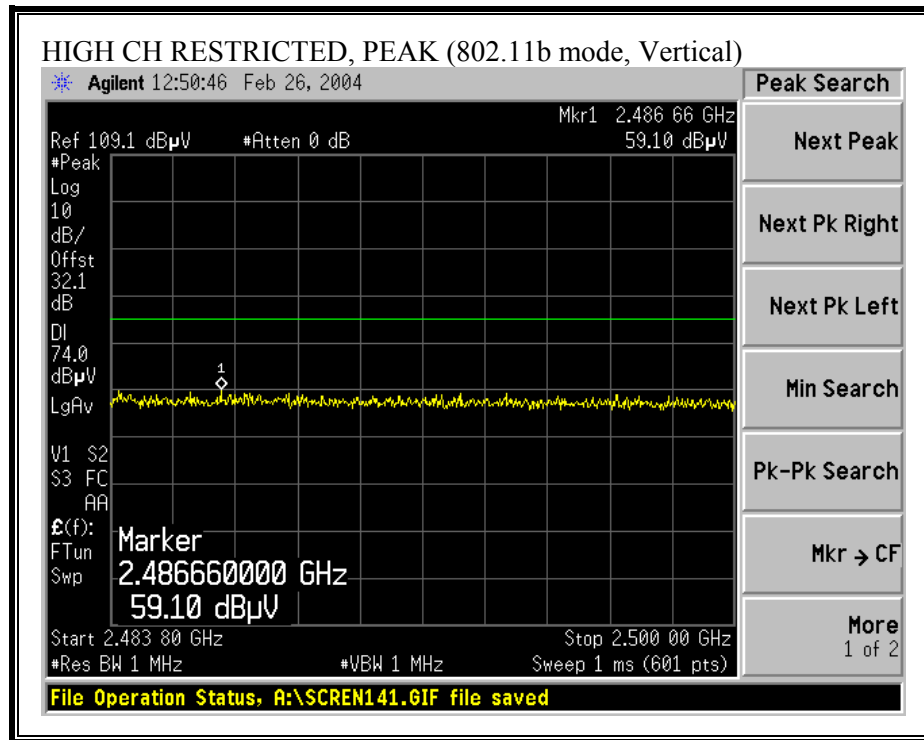 HIGH CH RESTRICTED, PEAK (802.11b mode, Vertical)
Agilent 12:50:46 Feb 26, 2004
Peak Search
Mkr1 2.486 66 GHz
Ref 109.1 dBµV #Atten 0 dB 59.10 dBµV
#Peak
Log
10
dB/
Offst
32.1
dB
DI
74.0
dBµV
LgAv
1
V1 S2
S3 FC
AA
£(f):
FTun
Swp
Marker
2.486660000 GHz
59.10 dBµV
Start 2.483 80 GHz Stop 2.500 00 GHz
#Res BW 1 MHz #VBW 1 MHz Sweep 1 ms (601 pts)
Next Peak
Next Pk Right
Next Pk Left
Min Search
Pk-Pk Search
Mkr → CF
More
1 of 2
File Operation Status, A:\SCREN141.GIF file saved